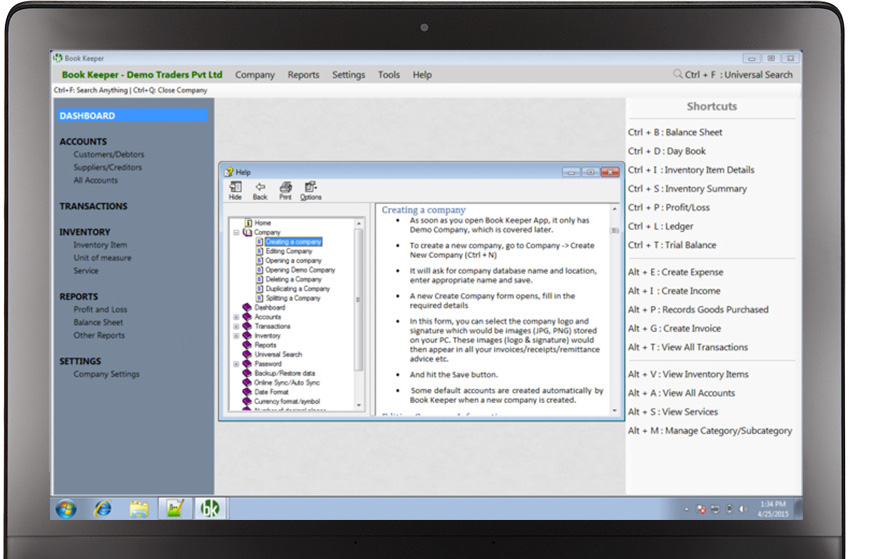 Book Keeper
Book Keeper - Demo Traders Pvt Ltd Company Reports Settings Tools Help Ctrl + F : Universal Search
Ctrl+F: Search Anything | Ctrl+Q: Close Company
DASHBOARD
ACCOUNTS
Customers/Debtors
Suppliers/Creditors
All Accounts
TRANSACTIONS
INVENTORY
Inventory Item
Unit of measure
Service
REPORTS
Profit and Loss
Balance Sheet
Other Reports
SETTINGS
Company Settings
Help
Hide Back Print Options
Home
Company
Creating a company
Editing Company
Opening a company
Opening Demo Company
Deleting a Company
Duplicating a Company
Splitting a Company
Dashboard
Accounts
Transactions
Inventory
Reports
Universal Search
Password
Backup/Restore data
Online Sync/Auto Sync
Date Format
Currency format/symbol
Number of decimal places
Creating a company
• As soon as you open Book Keeper App, it only has
Demo Company, which is covered later.
• To create a new company, go to Company -> Create
New Company (Ctrl + N)
• It will ask for company database name and location,
enter appropriate name and save.
• A new Create Company form opens, fill in the
required details
• In this form, you can select the company logo and
signature which would be images (JPG, PNG) stored
on your PC. These images (logo & signature) would
then appear in all your invoices/receipts/remittance
advice etc.
• And hit the Save button.
• Some default accounts are created automatically by
Book Keeper when a new company is created.
Shortcuts
Ctrl + B : Balance Sheet
Ctrl + D : Day Book
Ctrl + I : Inventory Item Details
Ctrl + S : Inventory Summary
Ctrl + P : Profit/Loss
Ctrl + L : Ledger
Ctrl + T : Trial Balance
Alt + E : Create Expense
Alt + I : Create Income
Alt + P : Records Goods Purchased
Alt + G : Create Invoice
Alt + T : View All Transactions
Alt + V : View Inventory Items
Alt + A : View All Accounts
Alt + S : View Services
Alt + M : Manage Category/Subcategory
bk
1:34 PM
4/25/2015